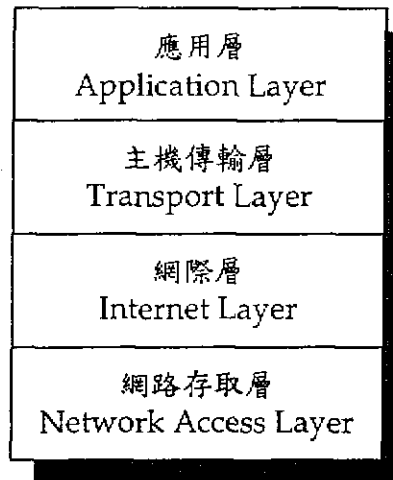 應用層
Application Layer
主機傳輸層
Transport Layer
網際層
Internet Layer
網路存取層
Network Access Layer